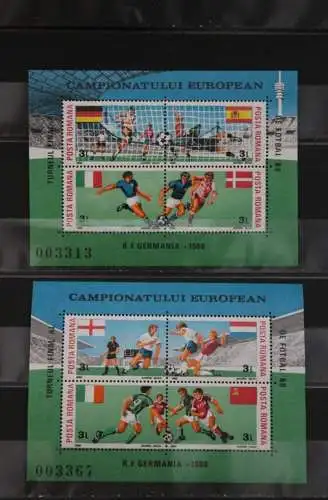 CAMPIONATULUI EUROPEAN
TURNEUL FINAL AL
DE FOTBAL 88
POSTA ROMANA
3L
POSTA ROMANA
3L
POSTA ROMANA
3L
POSTA ROMANA
3L
003313
R.F. GERMANIA - 1988
CAMPIONATULUI EUROPEAN
TURNEUL FINAL AL
DE FOTBAL 88
POSTA ROMANA
3L
POSTA ROMANA
3L
POSTA ROMANA
3L
POSTA ROMANA
3L
003367
R.F. GERMANIA - 1988